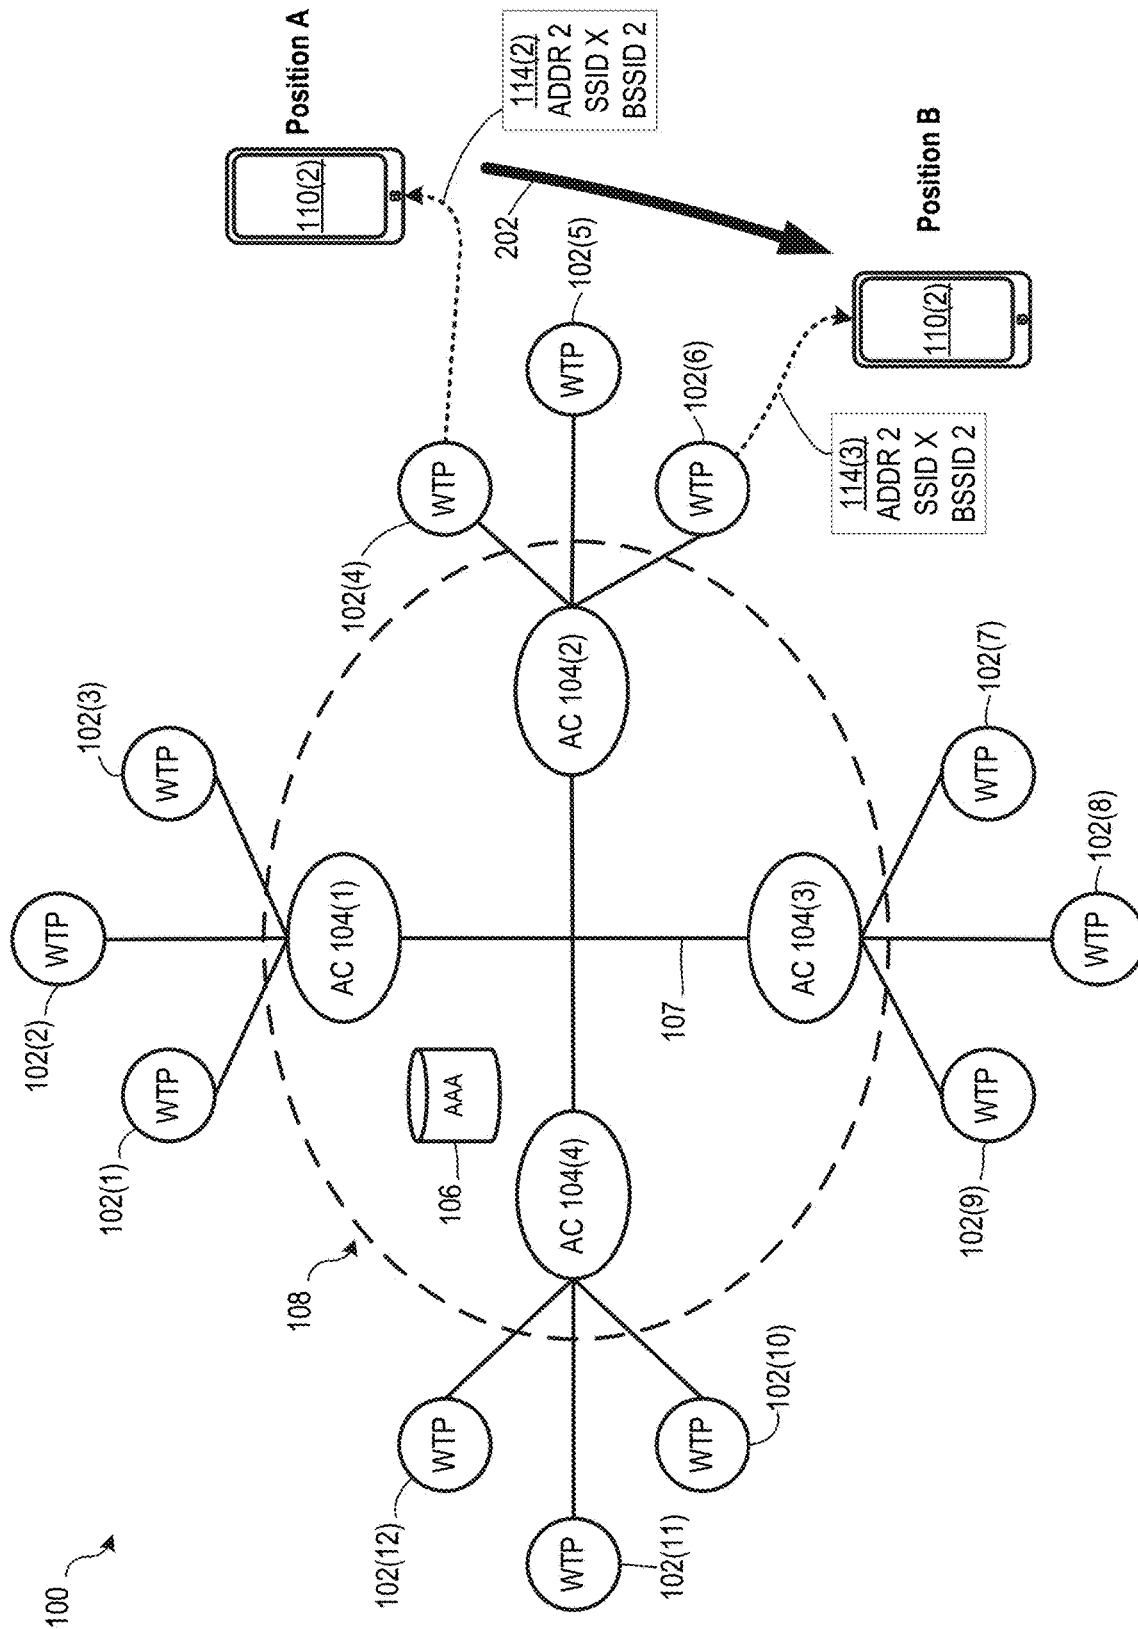 100
102(2)
WTP
102(1)
WTP
102(3)
WTP
108
AC 104(1)
106
AAA
102(12)
WTP
102(11)
WTP
102(10)
WTP
AC 104(4)
107
AC 104(2)
102(4)
WTP
102(5)
WTP
102(6)
WTP
AC 104(3)
102(9)
WTP
102(8)
WTP
102(7)
WTP
Position A
110(2)
114(2)
ADDR 2
SSID X
BSSID 2
202
Position B
110(2)
114(3)
ADDR 2
SSID X
BSSID 2